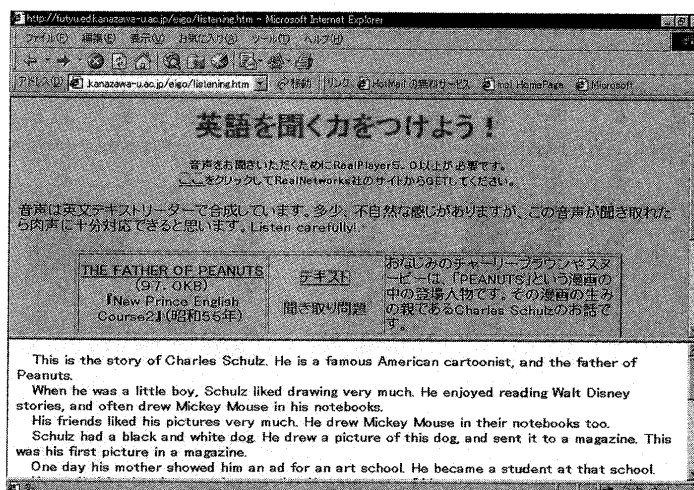 http://futyu.ed.kanazawa-u.ac.jp/eigo/listening.htm - Microsoft Internet Explorer
ファイル(F) 編集(E) 表示(V) お気に入り(A) ツール(T) ヘルプ(H)
アドレス(D) .kanazawa-u.ac.jp/eigo/listening.htm 移動 リンク HotMail の無料サービス Microsoft
英語を聞く力をつけよう！
音声をお聞きいただくためにRealPlayer5.0以上が必要です。
ここをクリックしてRealNetworks社のサイトからGETしてください。
音声は英文テキストリーダーで合成しています。多少、不自然な感じがありますが、この音声が聞き取れた
ら肉声に十分対応できると思います。Listen carefully!
THE FATHER OF PEANUTS
(97.0KB)
『New Prince English
Course2』(昭和55年)
テキスト
聞き取り問題
おなじみのチャーリーブラウンやスヌ
ーピーは、「PEANUTS」という漫画の
中の登場人物です。その漫画の生み
の親であるCharles Schulzのお話で
す。
This is the story of Charles Schulz. He is a famous American cartoonist, and the father of
Peanuts.
When he was a little boy, Schulz liked drawing very much. He enjoyed reading Walt Disney
stories, and often drew Mickey Mouse in his notebooks.
His friends liked his pictures very much. He drew Mickey Mouse in their notebooks too.
Schulz had a black and white dog. He drew a picture of this dog, and sent it to a magazine. This
was his first picture in a magazine.
One day his mother showed him an ad for an art school. He became a student at that school.